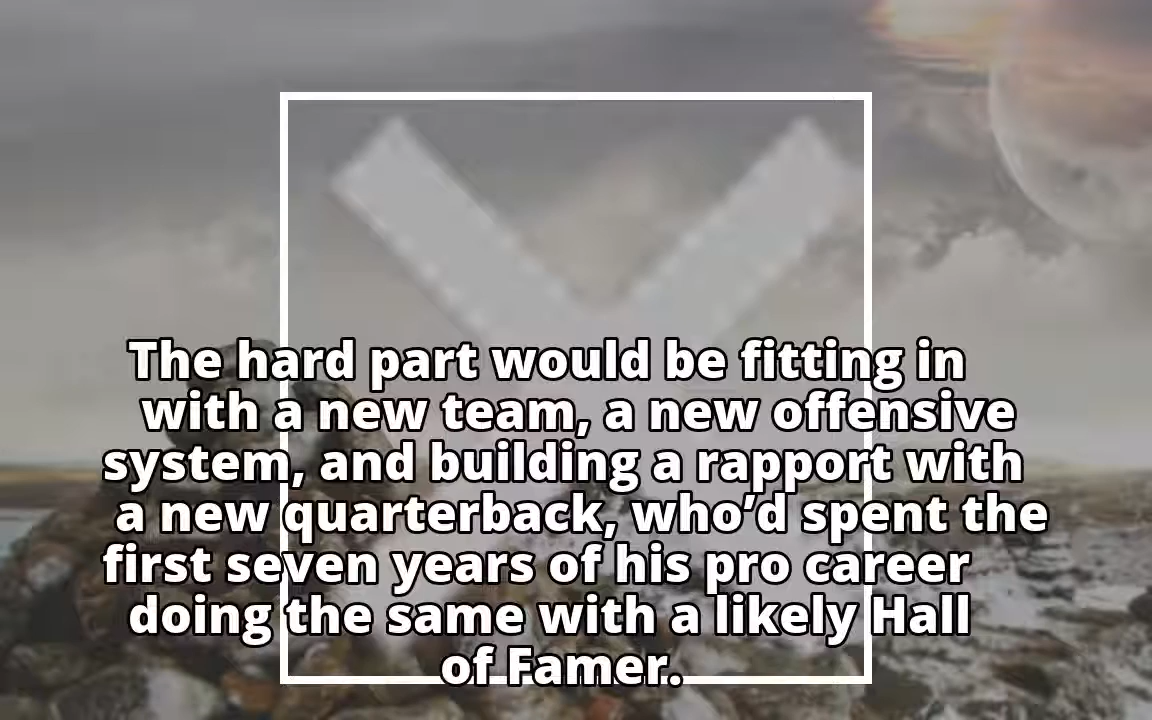 The hard part would be fitting in
with a new team, a new offensive
system, and building a rapport with
a new quarterback, who’d spent the
first seven years of his pro career
doing the same with a likely Hall
of Famer.